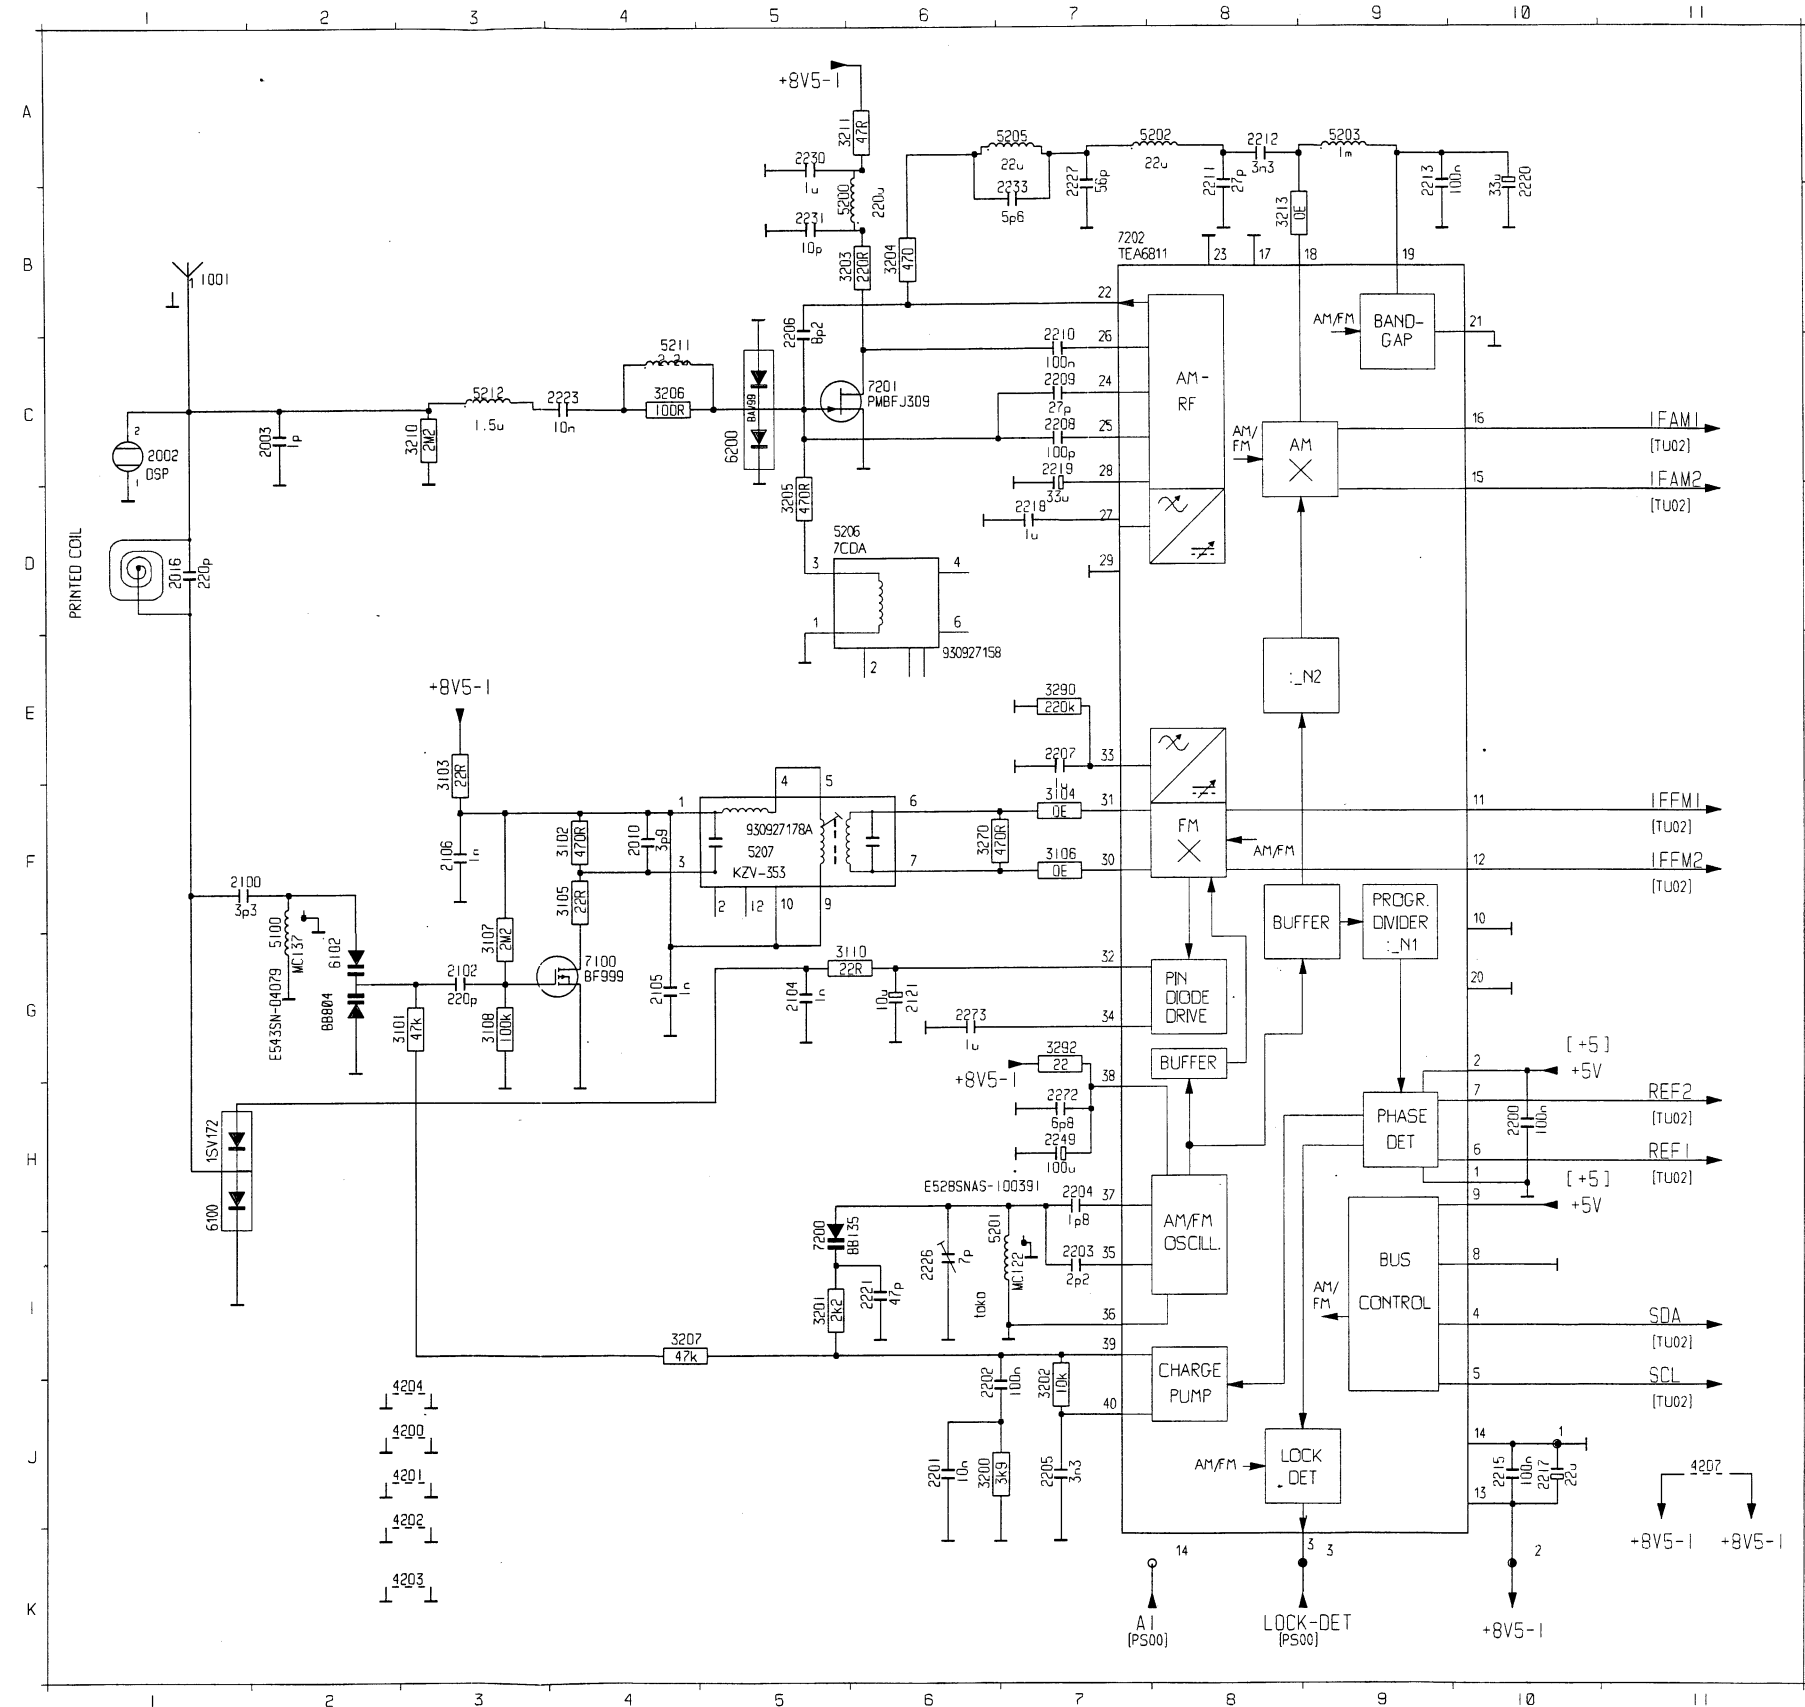 1 2 3 4 5 6 7 8 9 10 11
A
+8V5-1
3211 47R
2230
1u
5200 220u
2231
10p
3203 220R
3204 470
5205
22u
2233
5p6
2227 56p
5202
22u
2211 27p
2212
3n3
5203
1m
3213 0E
2213 100n
33u 2220
B
1 1001
7202
TEA6811
23 17 18 19
22
2206 8p2
2210 26
100n
AM/FM
BAND-
GAP
21
5211
2.2u
5212
1.5u
2223
10n
3206
100R
6200 BAV99
7201
PMBFJ309
2209 24
27p
2208 25
100p
AM-
RF
C
2
2002
DSP
1
2003 1p
3210 2M2
AM/
FM
AM
16 IFAM1
[TU02]
15 IFAM2
[TU02]
2219 28
33u
2218 27
1u
3205 470R
5206
7CDA
3 4
1 6
2
930927158
29
D
PRINTED COIL
2016 220p
:_N2
E
+8V5-1
3103 22R
3290
220k
2207 33
1u
4 5
1 6
3 7
2 12 10 9
930927178A
5207
KZV-353
3104 31
0E
3270 470R
3106 30
0E
FM
AM/FM
11 IFFM1
[TU02]
12 IFFM2
[TU02]
F
2106 1n
3102 470R
2010 3p9
3105 22R
2100
3p3
5100
MC137
E543SN-04079
6102
BB804
3107 2M2
2102
220p
7100
BF999
3101 47k
3108 100k
2105 1n
2104 1n
3110
22R
10u 2121
32
34
2273
1u
PIN
DIODE
DRIVE
BUFFER
PROGR.
DIVIDER
:_N1
10
20
G
BUFFER
3292
22
+8V5-1
38
2272
6p8
2249
100u
2 [+5]
+5V
7 REF2
[TU02]
2200 100n
PHASE
DET
6 REF1
[TU02]
1 [+5]
9 +5V
H
1SV172
6100
E528SNAS-100391
2204 37
1p8
2203 35
2p2
36
7200 BB135
2226 7p
5201
MC122
toko
3201 2k2
2221 47p
AM/FM
OSCILL.
BUS
CONTROL
AM/
FM
8
4 SDA
[TU02]
5 SCL
[TU02]
I
3207
47k
39
40
2202 100n
3202 10k
2201 10n
3200 3k9
2205 3n3
CHARGE
PUMP
AM/FM
LOCK
DET
4204
4200
4201
4202
4203
J
14 1
2215 100n
2217 22u
13
4207
+8V5-1 +8V5-1
14 3 3 2
K
A1
[PS00]
LOCK-DET
[PS00]
+8V5-1
1 2 3 4 5 6 7 8 9 10 11